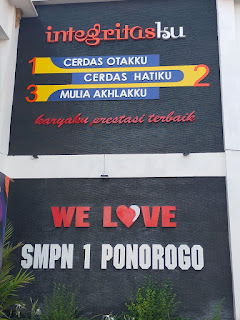 integritasku
1 CERDAS OTAKKU
CERDAS HATIKU 2
3 MULIA AKHLAKKU
karyaku prestasi terbaik
WE LOVE
SMPN 1 PONOROGO